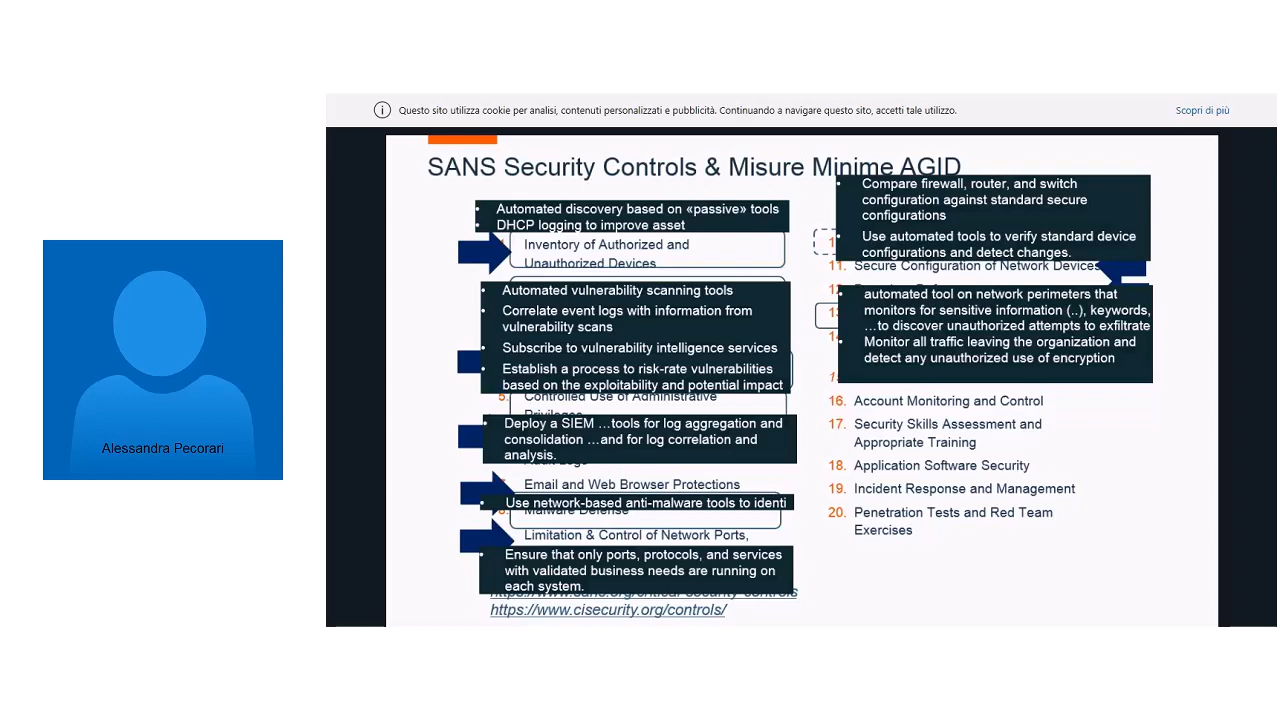 Alessandra Pecorari
Questo sito utilizza cookie per analisi, contenuti personalizzati e pubblicità. Continuando a navigare questo sito, accetti tale utilizzo.
Scopri di più
SANS Security Controls & Misure Minime AGID
• Automated discovery based on «passive» tools
• DHCP logging to improve asset
Inventory of Authorized and
Unauthorized Devices
• Automated vulnerability scanning tools
• Correlate event logs with information from
vulnerability scans
• Subscribe to vulnerability intelligence services
• Establish a process to risk-rate vulnerabilities
based on the exploitability and potential impact
5. Controlled Use of Administrative
Privileges
• Deploy a SIEM …tools for log aggregation and
consolidation …and for log correlation and
analysis.
Email and Web Browser Protections
• Use network-based anti-malware tools to identi
8. Malware Defense
Limitation & Control of Network Ports,
• Ensure that only ports, protocols, and services
with validated business needs are running on
each system.
https://www.sans.org/critical-security-controls
https://www.cisecurity.org/controls/
• Compare firewall, router, and switch
configuration against standard secure
configurations
• Use automated tools to verify standard device
configurations and detect changes.
11. Secure Configuration of Network Devices
• automated tool on network perimeters that
monitors for sensitive information (..), keywords,
…to discover unauthorized attempts to exfiltrate
• Monitor all traffic leaving the organization and
detect any unauthorized use of encryption
16. Account Monitoring and Control
17. Security Skills Assessment and
Appropriate Training
18. Application Software Security
19. Incident Response and Management
20. Penetration Tests and Red Team
Exercises